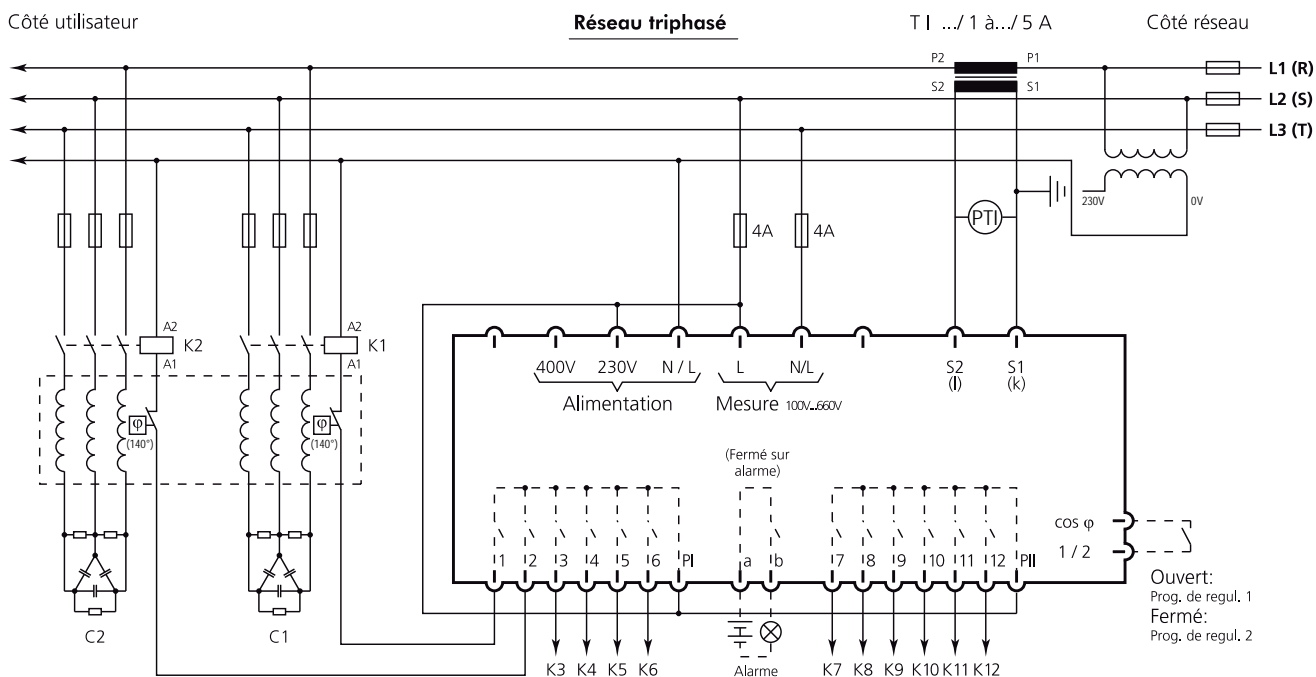 Côté utilisateur
Réseau triphasé
T I .../ 1 à.../ 5 A
Côté réseau
P2
P1
L1 (R)
S2
S1
L2 (S)
L3 (T)
230V
0V
PTI
4A
4A
A2
K2
A1
A2
K1
A1
400V
230V
N / L
L
N/L
S2
(l)
S1
(k)
Alimentation
Mesure 100V...660V
φ
(140°)
φ
(140°)
(Fermé sur
alarme)
cos φ
1 / 2
1
2
3
4
5
6
PI
a
b
7
8
9
10
11
12
PII
Ouvert:
Prog. de regul. 1
Fermé:
Prog. de regul. 2
C2
C1
K3
K4
K5
K6
Alarme
K7
K8
K9
K10
K11
K12